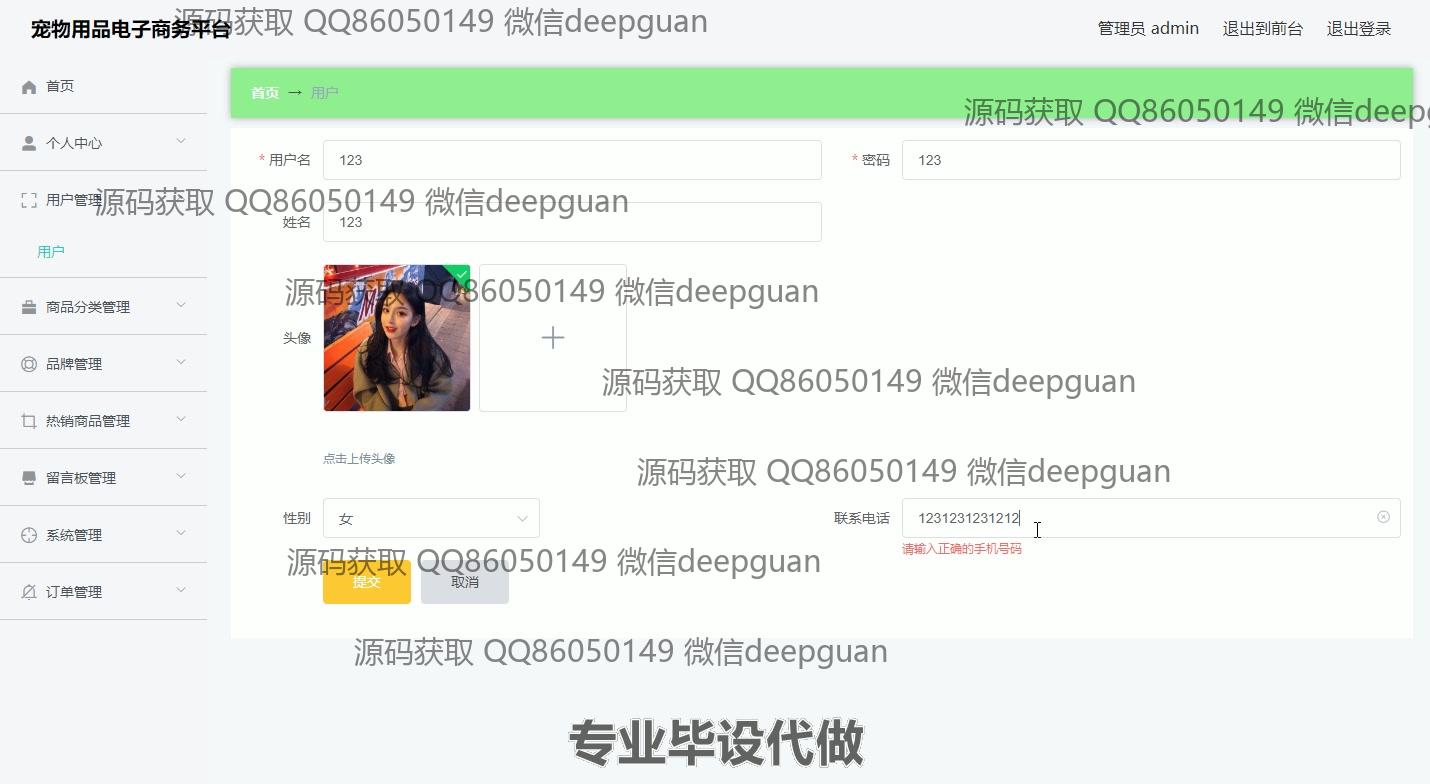 宠物用品电子商务平台
源码获取 QQ86050149 微信deepguan
管理员 admin
退出到前台
退出登录
首页
个人中心
用户管理
用户
商品分类管理
品牌管理
热销商品管理
留言板管理
系统管理
订单管理
首页 → 用户
源码获取 QQ86050149 微信deepg
* 用户名 123
* 密码 123
源码获取 QQ86050149 微信deepguan
姓名 123
源码获取 QQ86050149 微信deepguan
头像
源码获取 QQ86050149 微信deepguan
点击上传头像
源码获取 QQ86050149 微信deepguan
性别 女
联系电话 1231231231212
请输入正确的手机号码
源码获取 QQ86050149 微信deepguan
提交
取消
源码获取 QQ86050149 微信deepguan
专业毕设代做